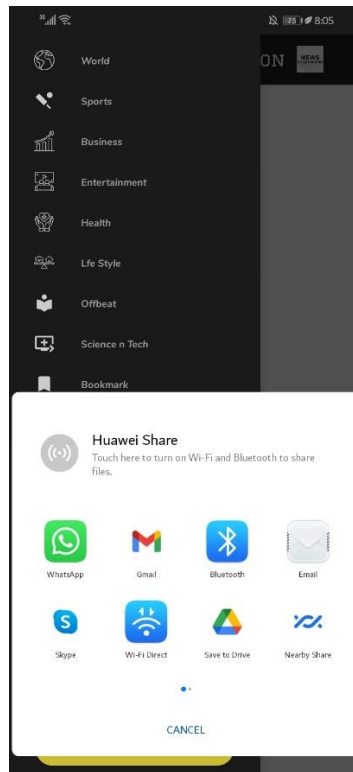 8:05
World
ON
NEWS
Sports
Business
Entertainment
Health
Lfe Style
Offbeat
Science n Tech
Bookmark
Huawei Share
Touch here to turn on Wi-Fi and Bluetooth to share
files.
WhatsApp
Gmail
Bluetooth
Email
Skype
Wi-Fi Direct
Save to Drive
Nearby Share
CANCEL